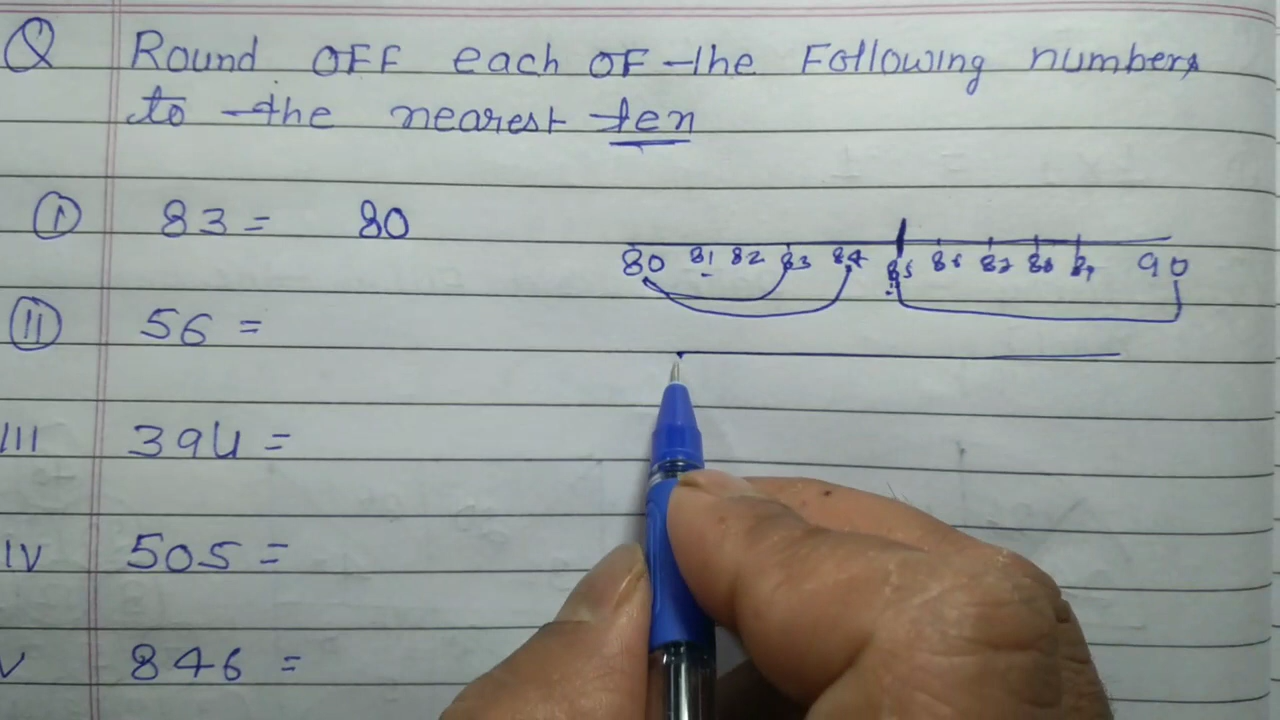 Q Round OFF each OF the Following numbers
to the nearest ten
I 83 = 80
80 81 82 83 84 85 86 87 88 89 90
II 56 =
III 394 =
IV 505 =
V 846 =